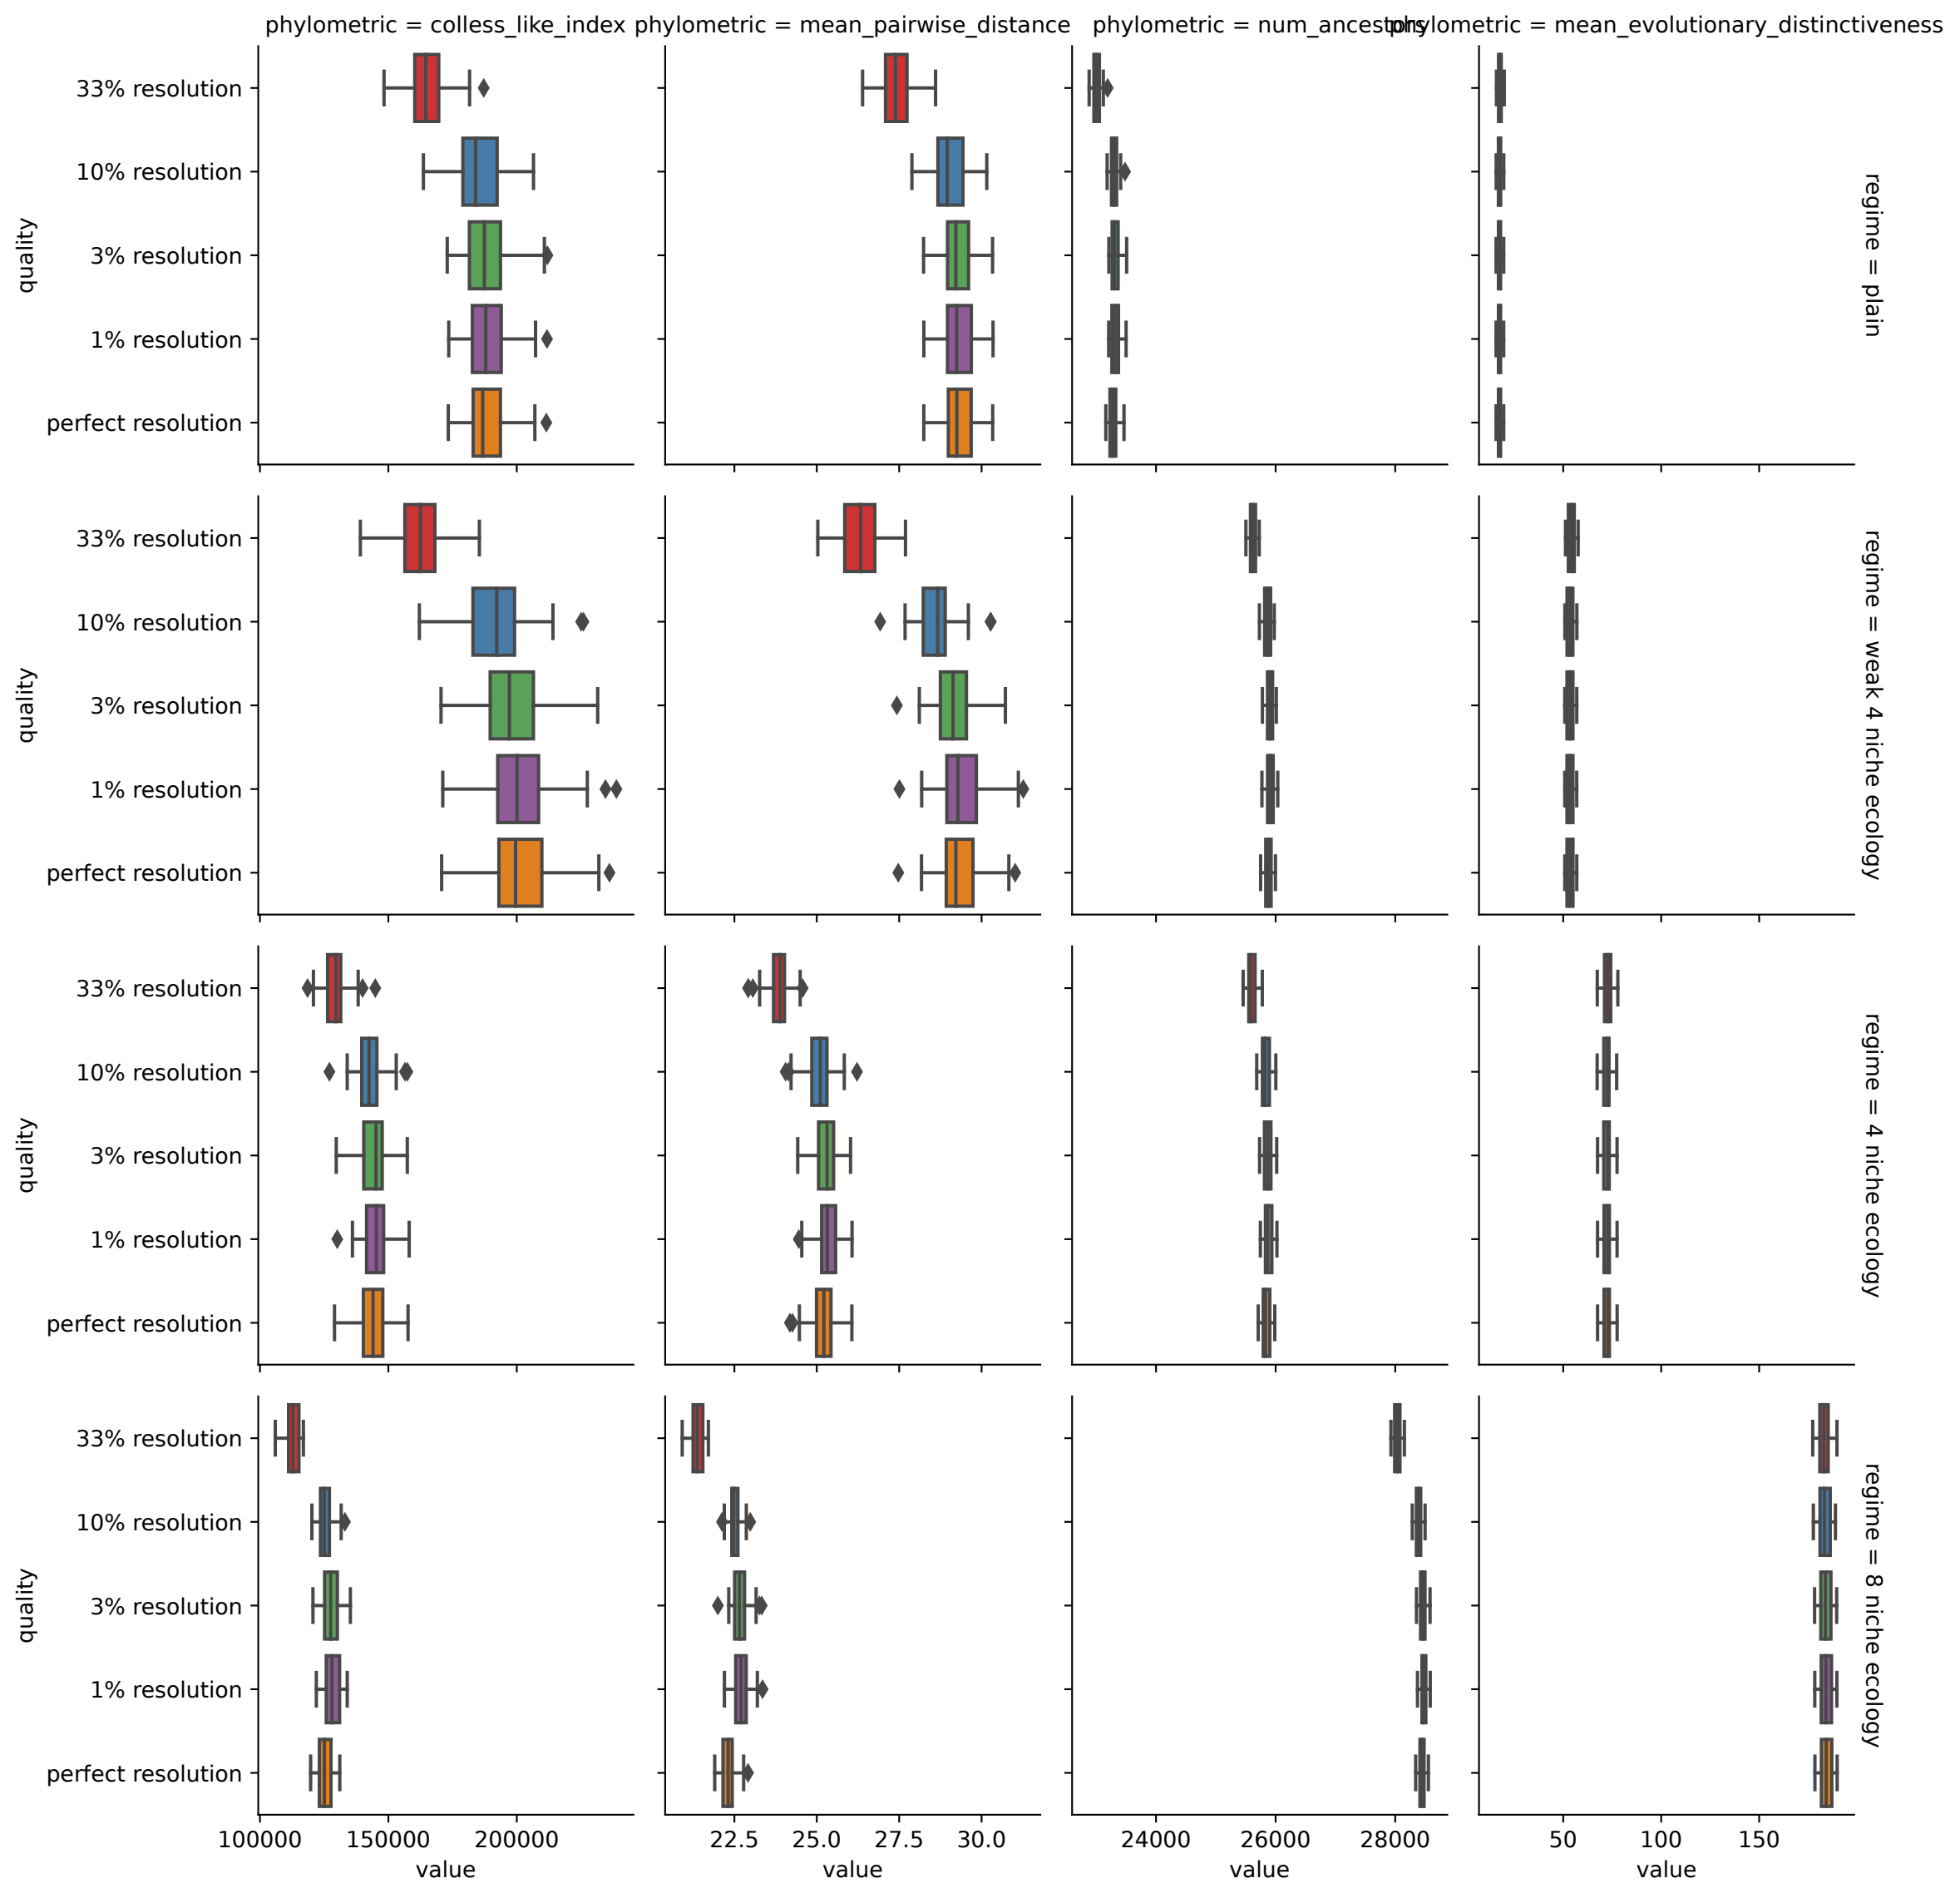 phylometric = colless_like_index
phylometric = mean_pairwise_distance
phylometric = num_ancestors
phylometric = mean_evolutionary_distinctiveness
33% resolution
10% resolution
3% resolution
1% resolution
perfect resolution
quality
regime = plain
33% resolution
10% resolution
3% resolution
1% resolution
perfect resolution
quality
regime = weak 4 niche ecology
33% resolution
10% resolution
3% resolution
1% resolution
perfect resolution
quality
regime = 4 niche ecology
33% resolution
10% resolution
3% resolution
1% resolution
perfect resolution
quality
regime = 8 niche ecology
100000 150000 200000
value
22.5 25.0 27.5 30.0
value
24000 26000 28000
value
50 100 150
value